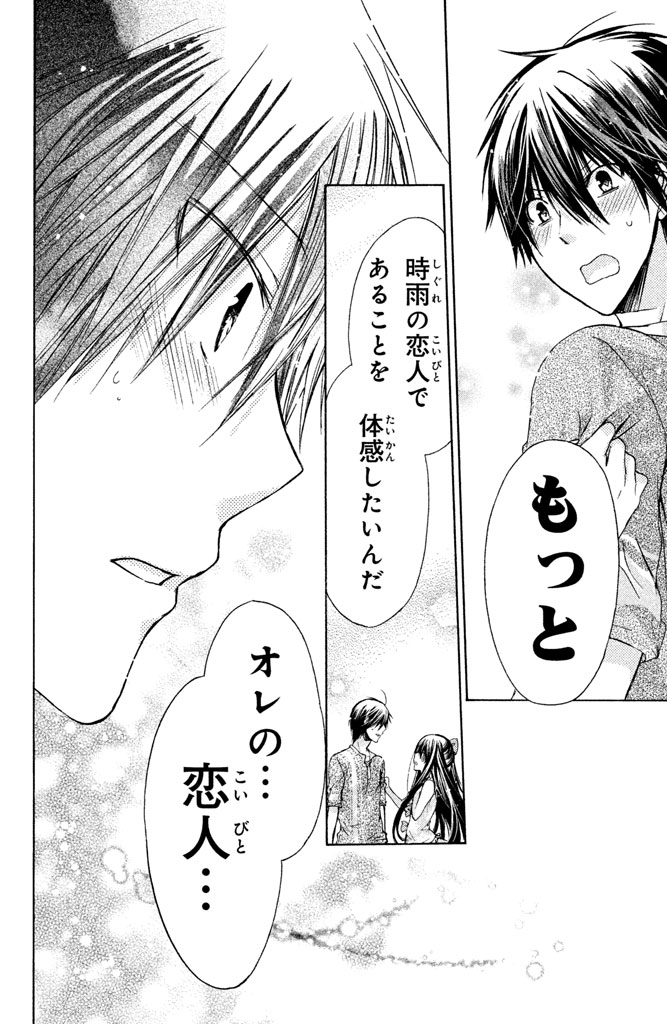 もっと
時雨の恋人で
あることを
体感したいんだ
オレの…
恋人…